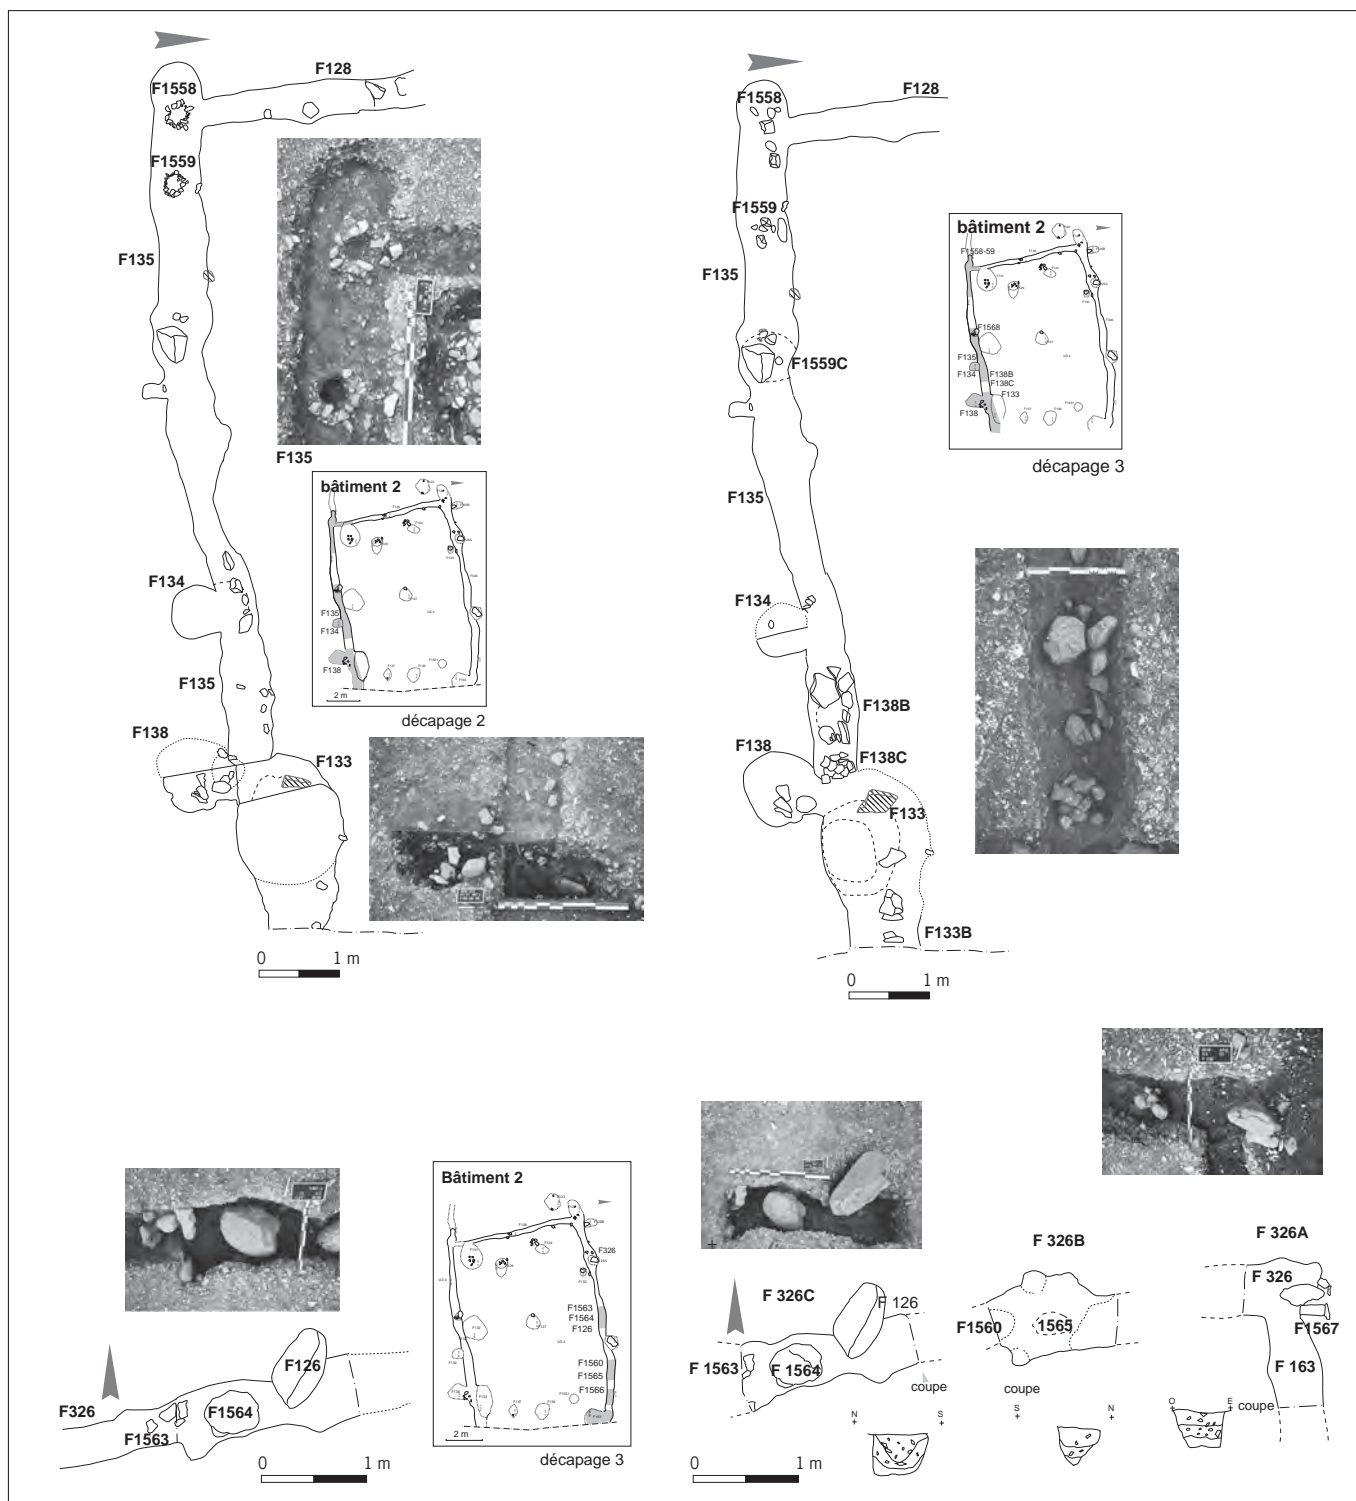 F1558
F128
F1559
F135
F135
bâtiment 2
F135
F134
F138
2 m
décapage 2
F134
F135
F138
F133
0 1 m
F1558
F128
F1559
F135
F1559C
bâtiment 2
F1558-59
F1568
F135
F134
F138B
F138C
F133
F138
décapage 3
F135
F134
F138B
F138
F138C
F133
F133B
0 1 m
Bâtiment 2
F326
F1563
F1564
F126
F1560
F1565
F1566
2 m
décapage 3
F126
F326
F1564
F1563
0 1 m
F 326C
F 126
F 1563
F 1564
coupe
N S
0 1 m
F 326B
F1560
1565
coupe
S N
F 326A
F 326
F1567
F 163
O E coupe